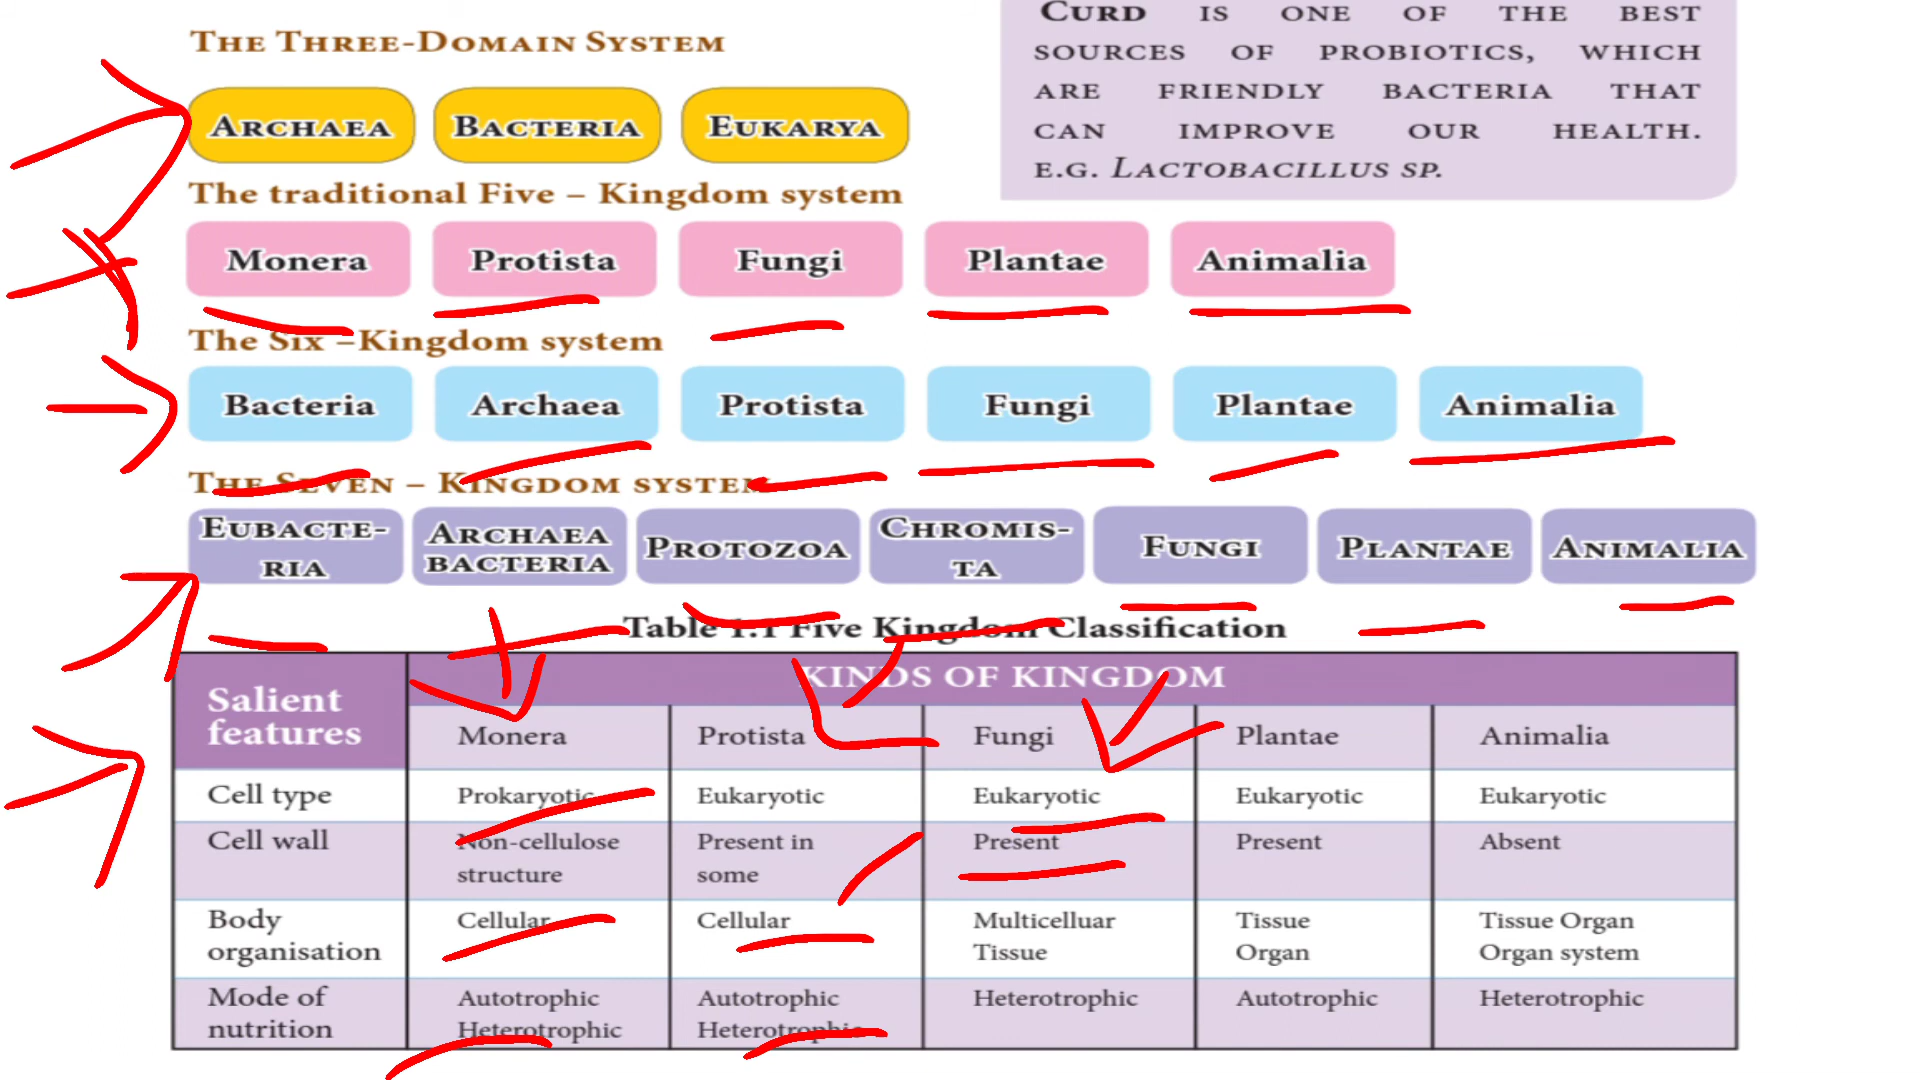 THE THREE-DOMAIN SYSTEM
ARCHAEA BACTERIA EUKARYA
CURD IS ONE OF THE BEST
SOURCES OF PROBIOTICS, WHICH
ARE FRIENDLY BACTERIA THAT
CAN IMPROVE OUR HEALTH.
E.G. LACTOBACILLUS SP.
The traditional Five – Kingdom system
Monera Protista Fungi Plantae Animalia
The Six –Kingdom system
Bacteria Archaea Protista Fungi Plantae Animalia
THE SEVEN – KINGDOM SYSTEM
EUBACTE-
RIA
ARCHAEA
BACTERIA
PROTOZOA
CHROMIS-
TA
FUNGI
PLANTAE
ANIMALIA
Table 1.1 Five Kingdom Classification
Salient
features
KINDS OF KINGDOM
Monera Protista Fungi Plantae Animalia
Cell type Prokaryotic Eukaryotic Eukaryotic Eukaryotic Eukaryotic
Cell wall Non-cellulose Present in Present Present Absent
structure some
Body Cellular Cellular Multicelluar Tissue Tissue Organ
organisation Tissue Organ Organ system
Mode of Autotrophic Autotrophic Heterotrophic Autotrophic Heterotrophic
nutrition Heterotrophic Heterotrophic